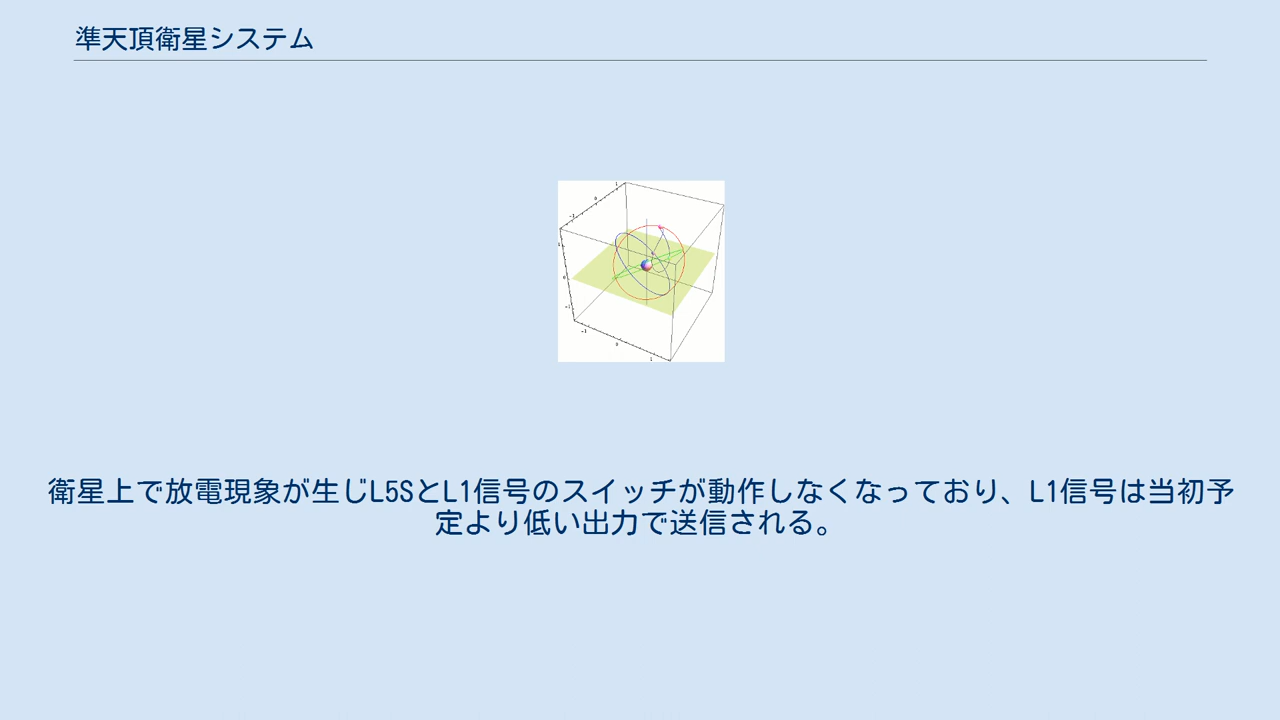 準天頂衛星システム
衛星上で放電現象が生じL5SとL1信号のスイッチが動作しなくなっており、L1信号は当初予
定より低い出力で送信される。